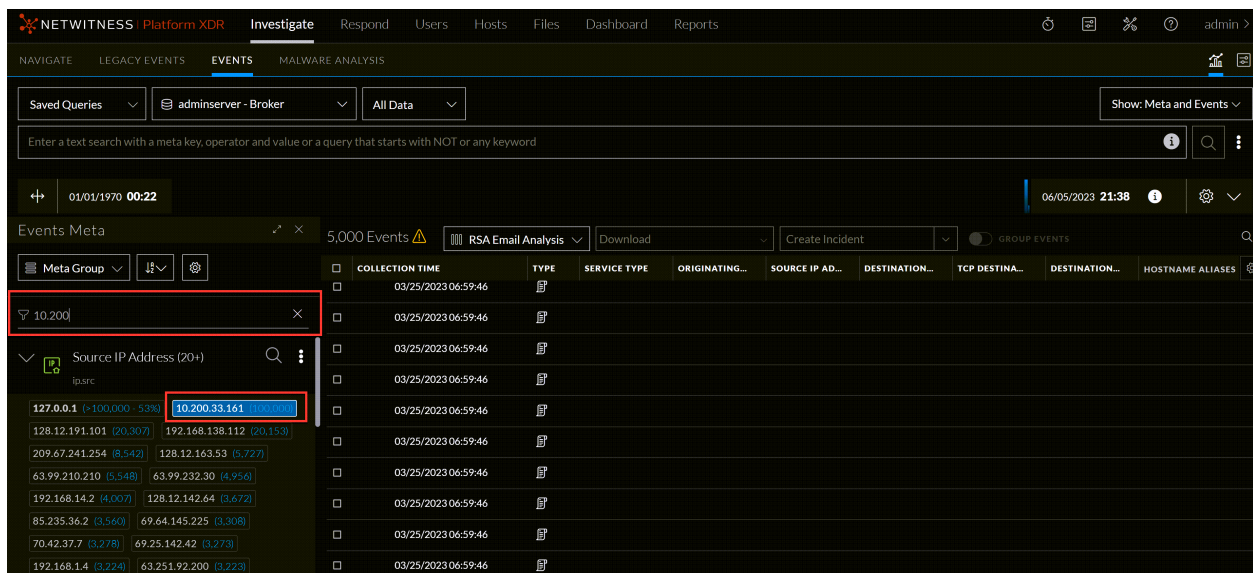 NETWITNESS Platform XDR Investigate Respond Users Hosts Files Dashboard Reports admin >
NAVIGATE LEGACY EVENTS EVENTS MALWARE ANALYSIS
Saved Queries adminserver - Broker All Data Show: Meta and Events
Enter a text search with a meta key, operator and value or a query that starts with NOT or any keyword
01/01/1970 00:22 06/05/2023 21:38
Events Meta
5,000 Events RSA Email Analysis Download Create Incident GROUP EVENTS
Meta Group
COLLECTION TIME TYPE SERVICE TYPE ORIGINATING... SOURCE IP AD... DESTINATION... TCP DESTINA... DESTINATION... HOSTNAME ALIASES
03/25/2023 06:59:46
10.200
03/25/2023 06:59:46
Source IP Address (20+)
ip.src
03/25/2023 06:59:46
03/25/2023 06:59:46
127.0.0.1 (>100,000 - 53%) 10.200.33.161 (100,000)
03/25/2023 06:59:46
128.12.191.101 (20,307) 192.168.138.112 (20,153)
03/25/2023 06:59:46
209.67.241.254 (8,542) 128.12.163.53 (5,727)
63.99.210.210 (5,548) 63.99.232.30 (4,956)
03/25/2023 06:59:46
192.168.14.2 (4,007) 128.12.142.64 (3,672)
03/25/2023 06:59:46
85.235.36.2 (3,560) 69.64.145.225 (3,308)
70.42.37.7 (3,278) 69.25.142.42 (3,273)
03/25/2023 06:59:46
192.168.1.4 (3,224) 63.251.92.200 (3,223)
03/25/2023 06:59:46